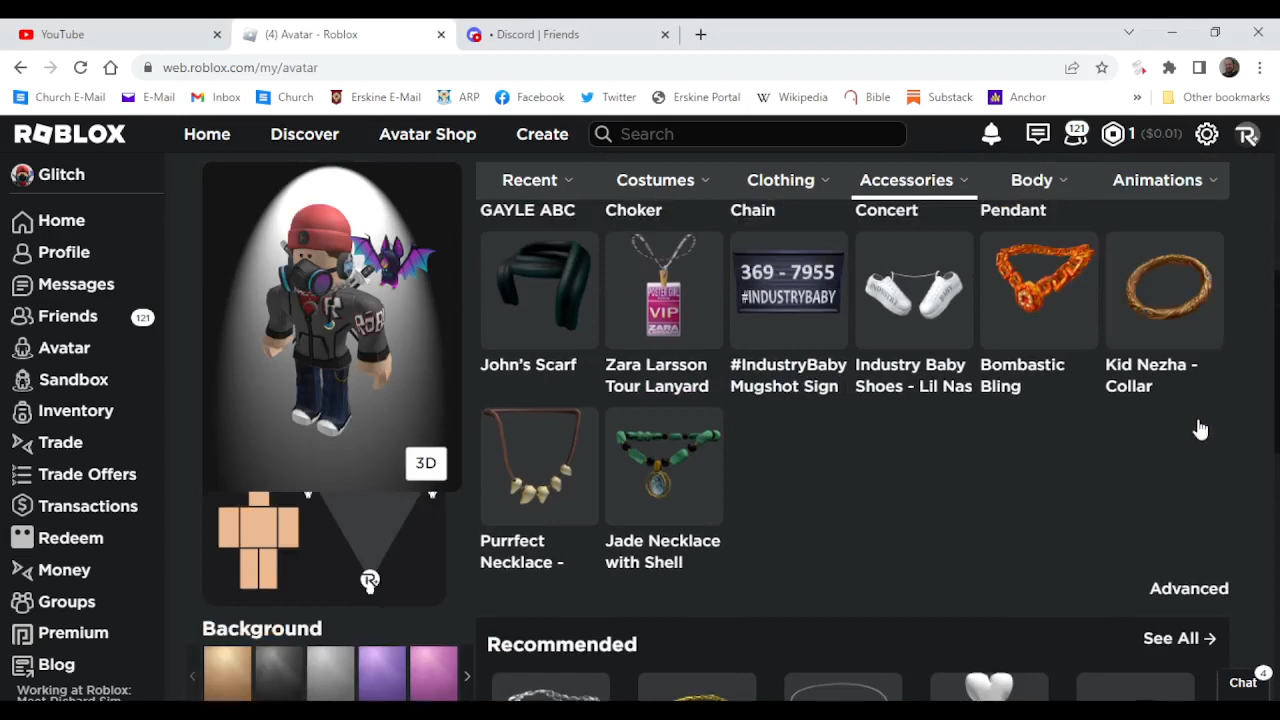 YouTube
(4) Avatar - Roblox
• Discord | Friends
web.roblox.com/my/avatar
Church E-Mail
E-Mail
Inbox
Church
Erskine E-Mail
ARP
Facebook
Twitter
Erskine Portal
Wikipedia
Bible
Substack
Anchor
»
Other bookmarks
ROBLOX
Home
Discover
Avatar Shop
Create
Search
121
1
($0.01)
Glitch
Home
Profile
Messages
Friends
121
Avatar
Sandbox
Inventory
Trade
Trade Offers
Transactions
Redeem
Money
Groups
Premium
Blog
Working at Roblox:
3D
Background
Recent
Costumes
Clothing
Accessories
Body
Animations
GAYLE ABC
Choker
Chain
Concert
Pendant
POSTER GIRL
VIP
ZARA
369 - 7955
#INDUSTRYBABY
John's Scarf
Zara Larsson
Tour Lanyard
#IndustryBaby
Mugshot Sign
Industry Baby
Shoes - Lil Nas
Bombastic
Bling
Kid Nezha -
Collar
Purrfect
Necklace -
Jade Necklace
with Shell
Advanced
Recommended
See All →
Chat
4